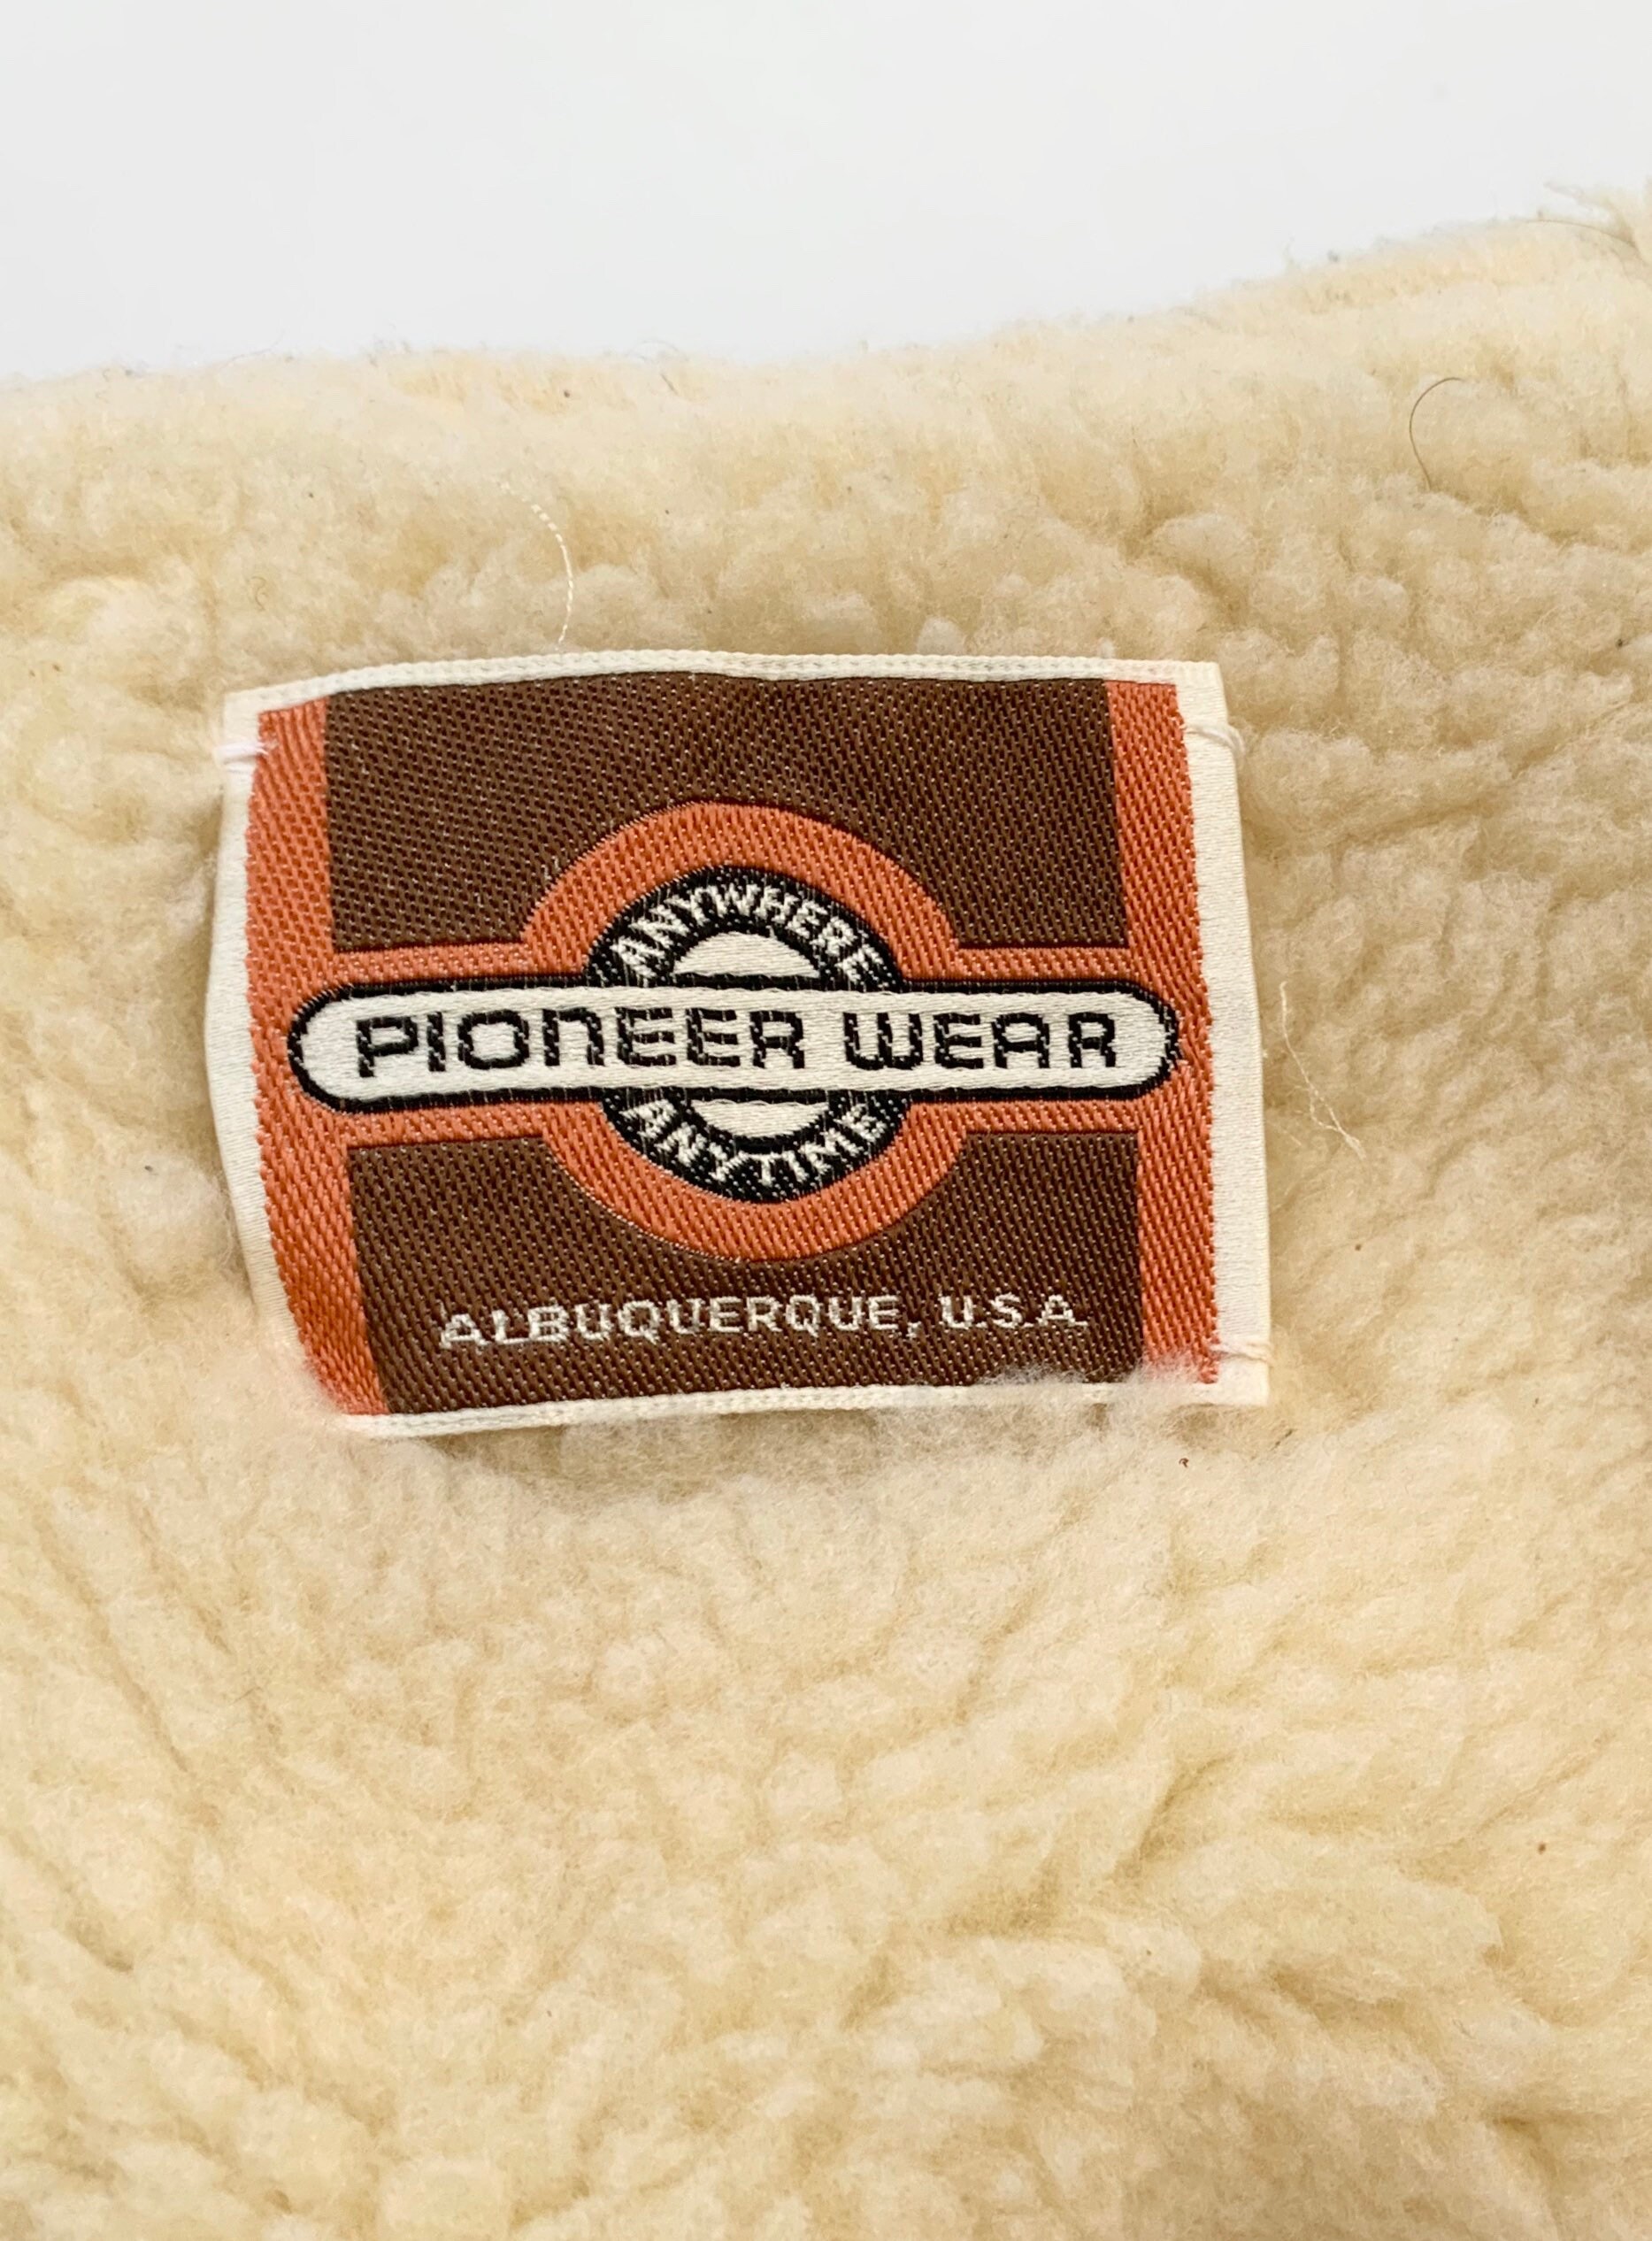 ANYWHERE
PIONEER WEAR
ANYTIME
ALBUQUERQUE, U.S.A.